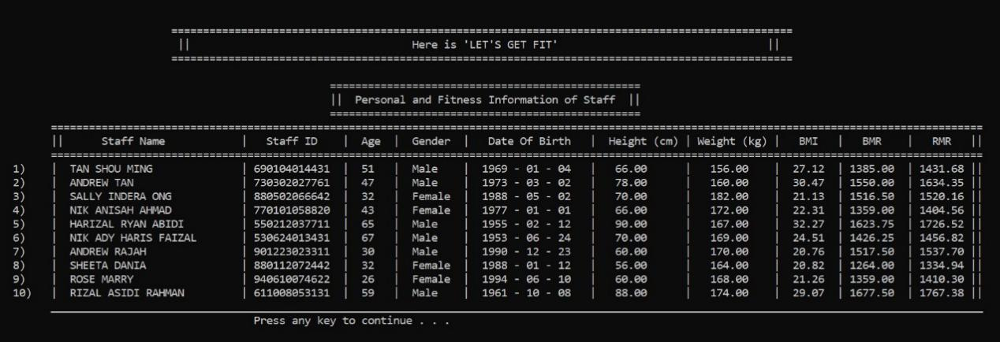 Here is 'LET'S GET FIT'
Personal and Fitness Information of Staff
|| Staff Name | Staff ID | Age | Gender | Date Of Birth | Height (cm) | Weight (kg) | BMI | BMR | RMR ||
1) | TAN SHOU MING | 690104014431 | 51 | Male | 1969 - 01 - 04 | 66.00 | 156.00 | 27.12 | 1385.00 | 1431.68 ||
2) | ANDREW TAN | 730302027761 | 47 | Male | 1973 - 03 - 02 | 78.00 | 160.00 | 30.47 | 1550.00 | 1634.35 ||
3) | SALLY INDERA ONG | 880502066642 | 32 | Female | 1988 - 05 - 02 | 70.00 | 182.00 | 21.13 | 1516.50 | 1520.16 ||
4) | NIK ANISAH AHMAD | 770101058820 | 43 | Female | 1977 - 01 - 01 | 66.00 | 172.00 | 22.31 | 1359.00 | 1404.56 ||
5) | HARIZAL RYAN ABIDI | 550212037711 | 65 | Male | 1955 - 02 - 12 | 90.00 | 167.00 | 32.27 | 1623.75 | 1726.52 ||
6) | NIK ADY HARIS FAIZAL | 530624013431 | 67 | Male | 1953 - 06 - 24 | 70.00 | 169.00 | 24.51 | 1426.25 | 1456.82 ||
7) | ANDREW RAJAH | 901223023311 | 30 | Male | 1990 - 12 - 23 | 60.00 | 170.00 | 20.76 | 1517.50 | 1537.70 ||
8) | SHEETA DANIA | 880112072442 | 32 | Female | 1988 - 01 - 12 | 56.00 | 164.00 | 20.82 | 1264.00 | 1334.94 ||
9) | ROSE MARRY | 940610074622 | 26 | Female | 1994 - 06 - 10 | 60.00 | 168.00 | 21.26 | 1359.00 | 1410.30 ||
10) | RIZAL ASIDI RAHMAN | 611008053131 | 59 | Male | 1961 - 10 - 08 | 88.00 | 174.00 | 29.07 | 1677.50 | 1767.38 ||
Press any key to continue . . .